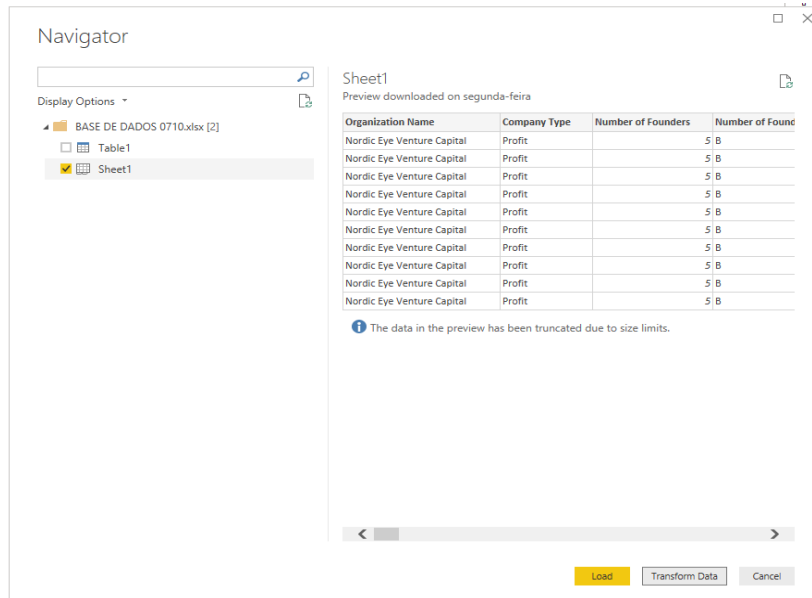 Navigator
Display Options
BASE DE DADOS 0710.xlsx [2]
Table1
Sheet1
Sheet1
Preview downloaded on segunda-feira
Organization Name Company Type Number of Founders Number of Found
Nordic Eye Venture Capital Profit 5 B
Nordic Eye Venture Capital Profit 5 B
Nordic Eye Venture Capital Profit 5 B
Nordic Eye Venture Capital Profit 5 B
Nordic Eye Venture Capital Profit 5 B
Nordic Eye Venture Capital Profit 5 B
Nordic Eye Venture Capital Profit 5 B
Nordic Eye Venture Capital Profit 5 B
Nordic Eye Venture Capital Profit 5 B
Nordic Eye Venture Capital Profit 5 B
The data in the preview has been truncated due to size limits.
Load Transform Data Cancel